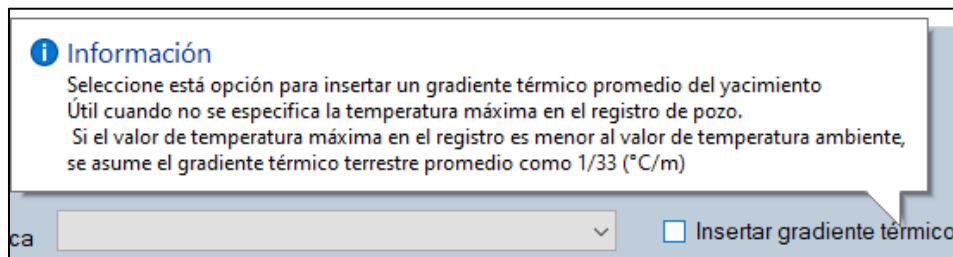 Información
Seleccione está opción para insertar un gradiente térmico promedio del yacimiento
Útil cuando no se especifica la temperatura máxima en el registro de pozo.
Si el valor de temperatura máxima en el registro es menor al valor de temperatura ambiente,
se asume el gradiente térmico terrestre promedio como 1/33 (°C/m)
ca
Insertar gradiente térmico